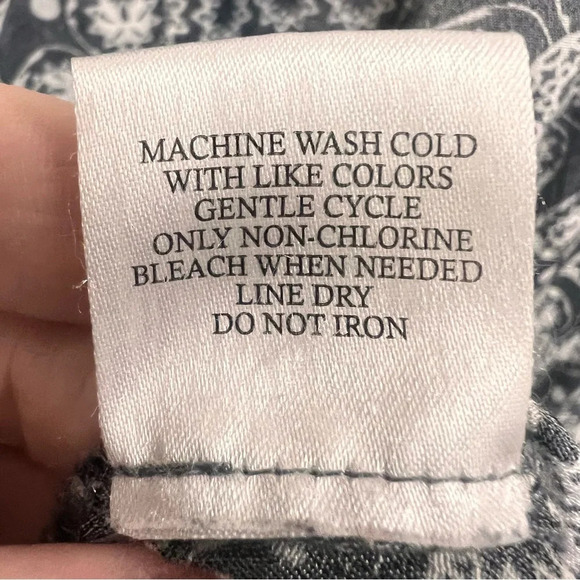 MACHINE WASH COLD
WITH LIKE COLORS
GENTLE CYCLE
ONLY NON-CHLORINE
BLEACH WHEN NEEDED
LINE DRY
DO NOT IRON